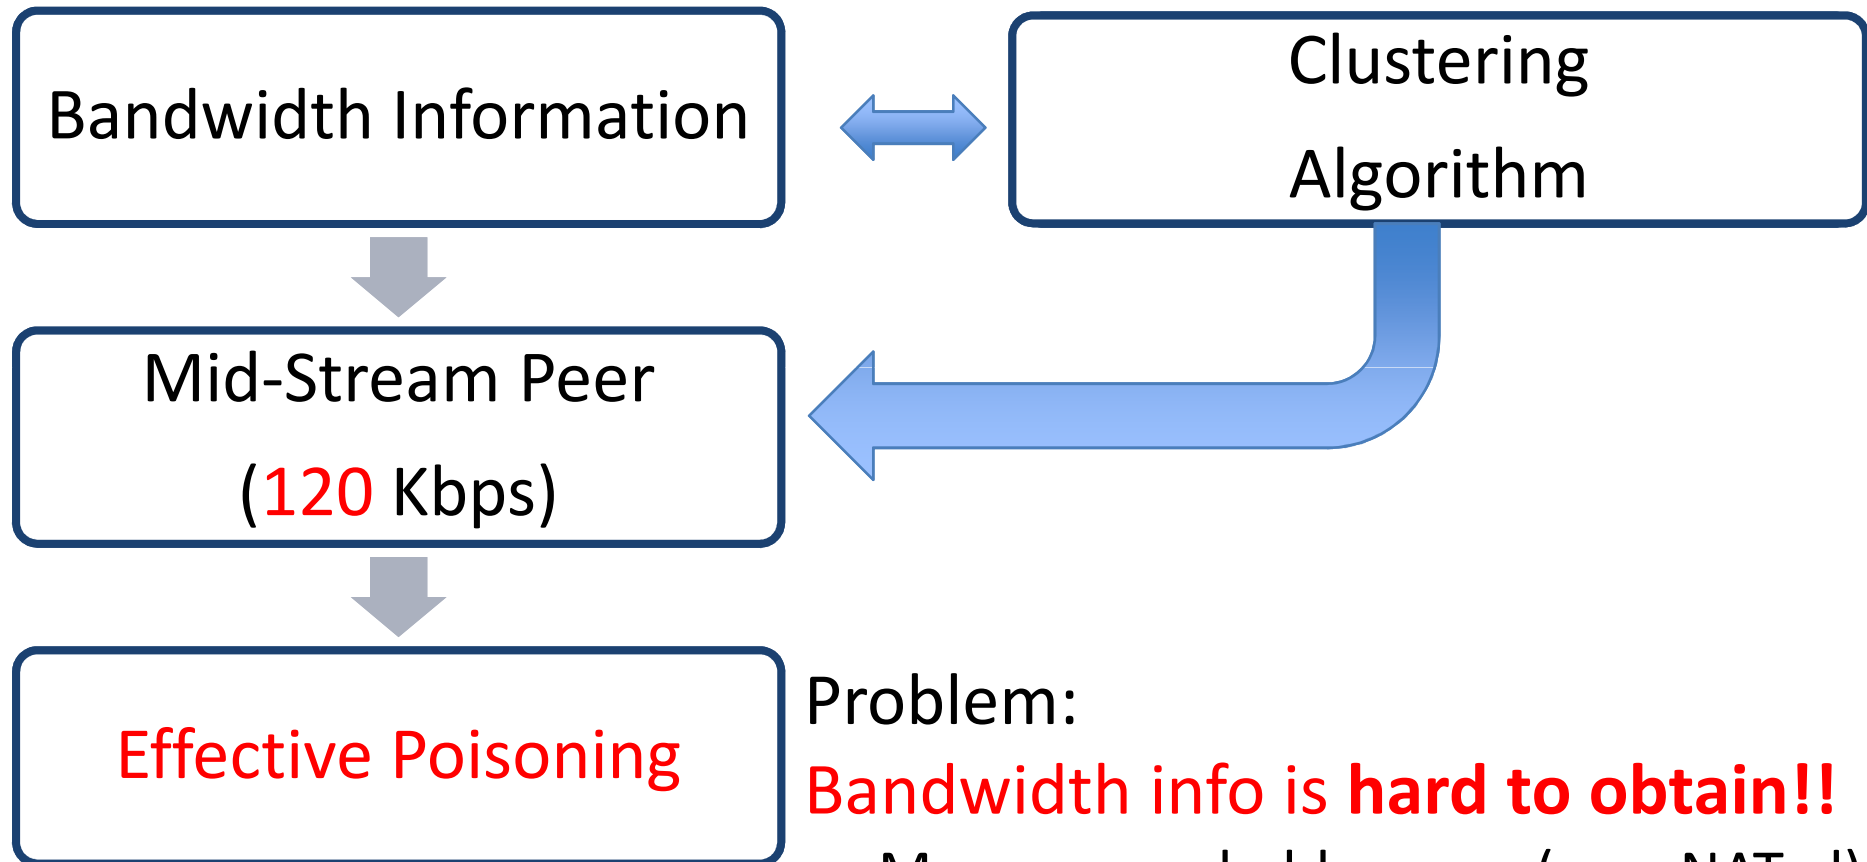 Bandwidth Information
Clustering
Algorithm
Mid-Stream Peer
(120 Kbps)
Effective Poisoning
Problem:
Bandwidth info is hard to obtain!!